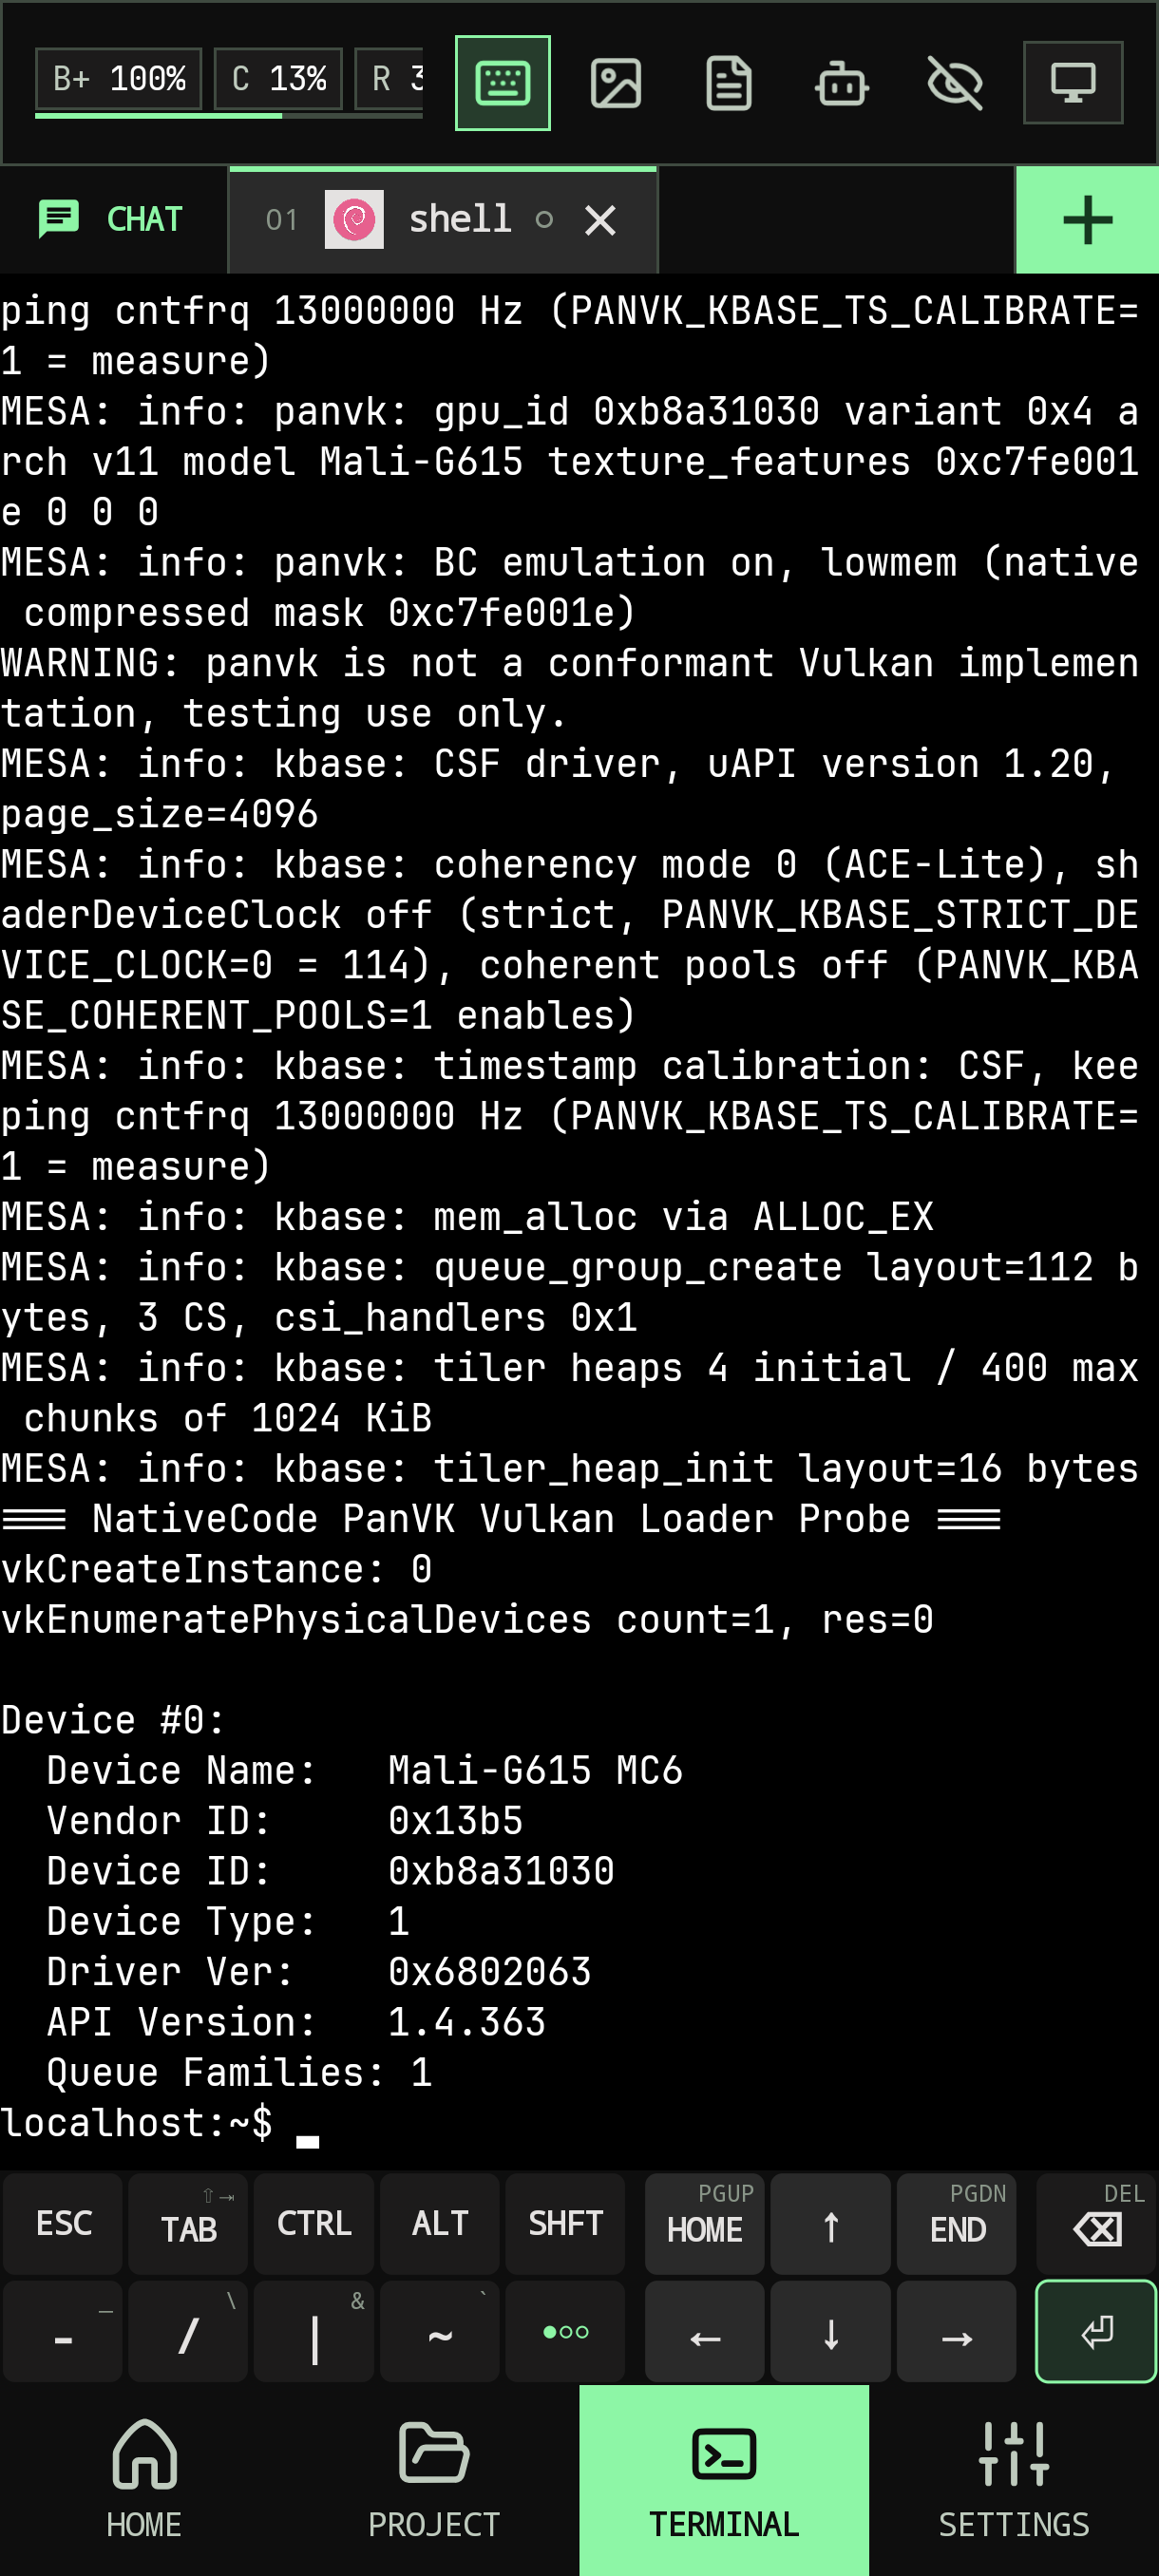 B+ 100% C 13% R 3
CHAT 01 shell
ping cntfrq 13000000 Hz (PANVK_KBASE_TS_CALIBRATE=
1 = measure)
MESA: info: panvk: gpu_id 0xb8a31030 variant 0x4 a
rch v11 model Mali-G615 texture_features 0xc7fe001
e 0 0 0
MESA: info: panvk: BC emulation on, lowmem (native
 compressed mask 0xc7fe001e)
WARNING: panvk is not a conformant Vulkan implemen
tation, testing use only.
MESA: info: kbase: CSF driver, uAPI version 1.20,
page_size=4096
MESA: info: kbase: coherency mode 0 (ACE-Lite), sh
aderDeviceClock off (strict, PANVK_KBASE_STRICT_DE
VICE_CLOCK=0 = 114), coherent pools off (PANVK_KBA
SE_COHERENT_POOLS=1 enables)
MESA: info: kbase: timestamp calibration: CSF, kee
ping cntfrq 13000000 Hz (PANVK_KBASE_TS_CALIBRATE=
1 = measure)
MESA: info: kbase: mem_alloc via ALLOC_EX
MESA: info: kbase: queue_group_create layout=112 b
ytes, 3 CS, csi_handlers 0x1
MESA: info: kbase: tiler heaps 4 initial / 400 max
 chunks of 1024 KiB
MESA: info: kbase: tiler_heap_init layout=16 bytes
=== NativeCode PanVK Vulkan Loader Probe ===
vkCreateInstance: 0
vkEnumeratePhysicalDevices count=1, res=0
Device #0:
  Device Name:   Mali-G615 MC6
  Vendor ID:     0x13b5
  Device ID:     0xb8a31030
  Device Type:   1
  Driver Ver:    0x6802063
  API Version:   1.4.363
  Queue Families: 1
localhost:~$
ESC ⇧⇥ TAB CTRL ALT SHFT PGUP HOME ↑ PGDN END DEL
- _ / \ | & ~ ` ← ↓ →
HOME PROJECT TERMINAL SETTINGS